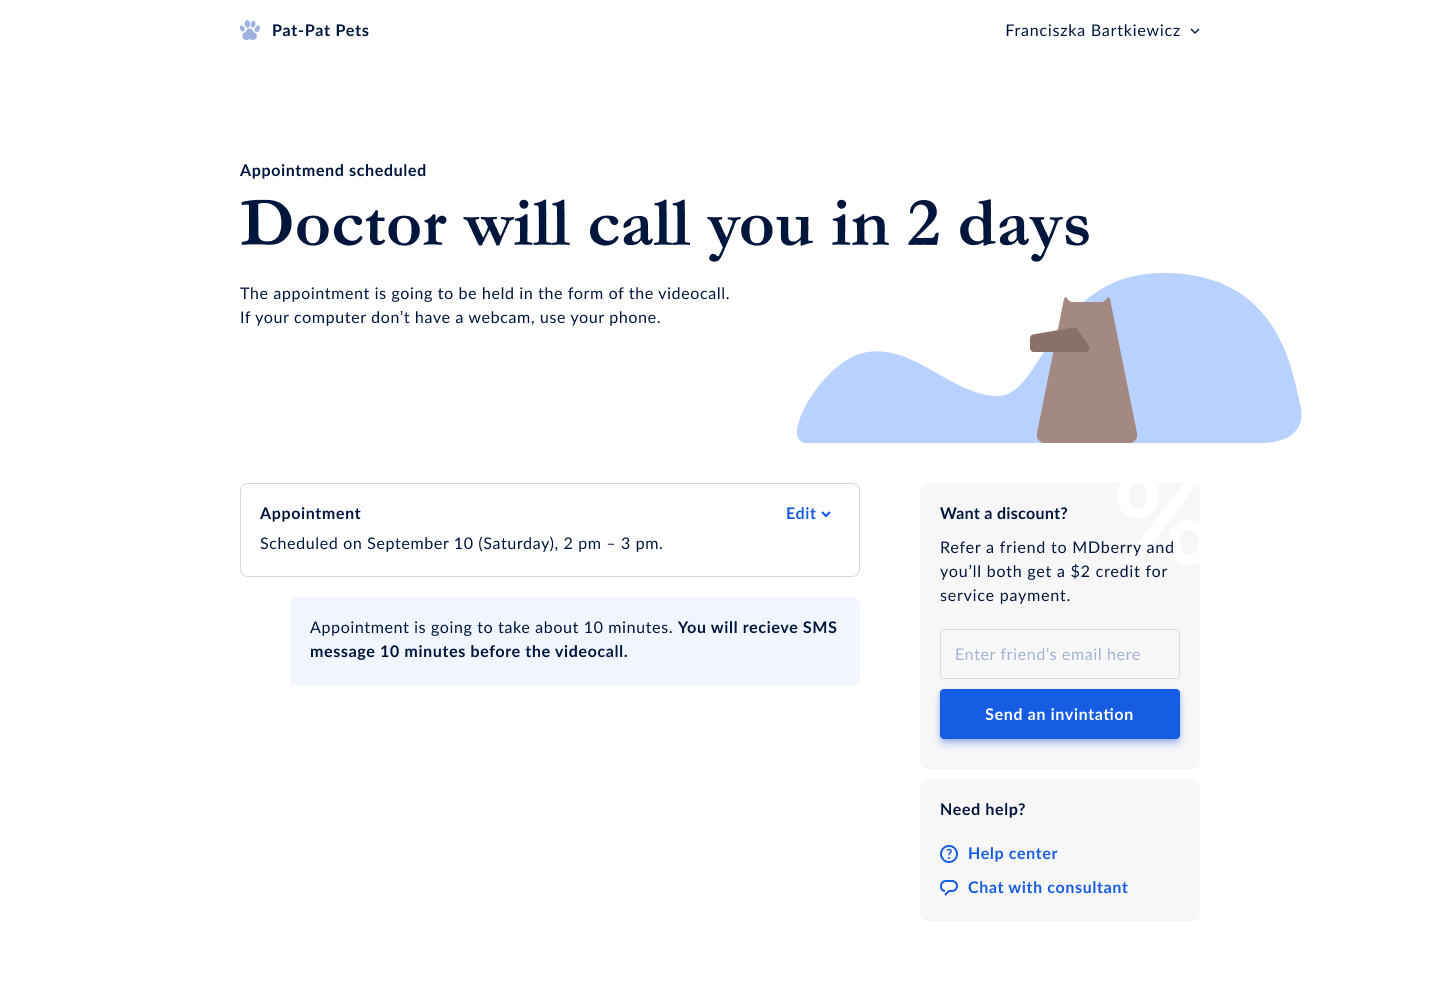 Pat-Pat Pets
Franciszka Bartkiewicz
Appointmend scheduled
Doctor will call you in 2 days
The appointment is going to be held in the form of the videocall.
If your computer don’t have a webcam, use your phone.
Appointment
Edit
Scheduled on September 10 (Saturday), 2 pm – 3 pm.
Appointment is going to take about 10 minutes. You will recieve SMS
message 10 minutes before the videocall.
%
Want a discount?
Refer a friend to MDberry and
you’ll both get a $2 credit for
service payment.
Enter friend’s email here
Send an invintation
Need help?
Help center
Chat with consultant